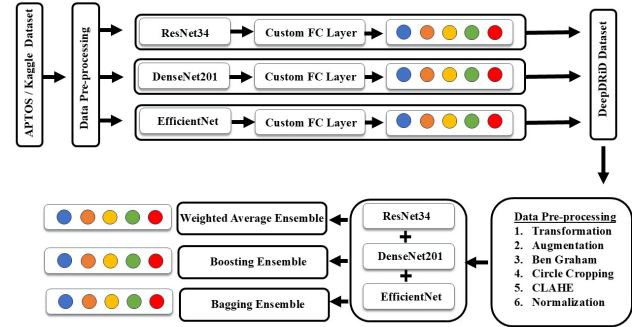 APTOS / Kaggle Dataset
Data Pre-processing
ResNet34
Custom FC Layer
DenseNet201
Custom FC Layer
EfficientNet
Custom FC Layer
DeepDRiD Dataset
Weighted Average Ensemble
Boosting Ensemble
Bagging Ensemble
ResNet34
+
DenseNet201
+
EfficientNet
Data Pre-processing
1. Transformation
2. Augmentation
3. Ben Graham
4. Circle Cropping
5. CLAHE
6. Normalization